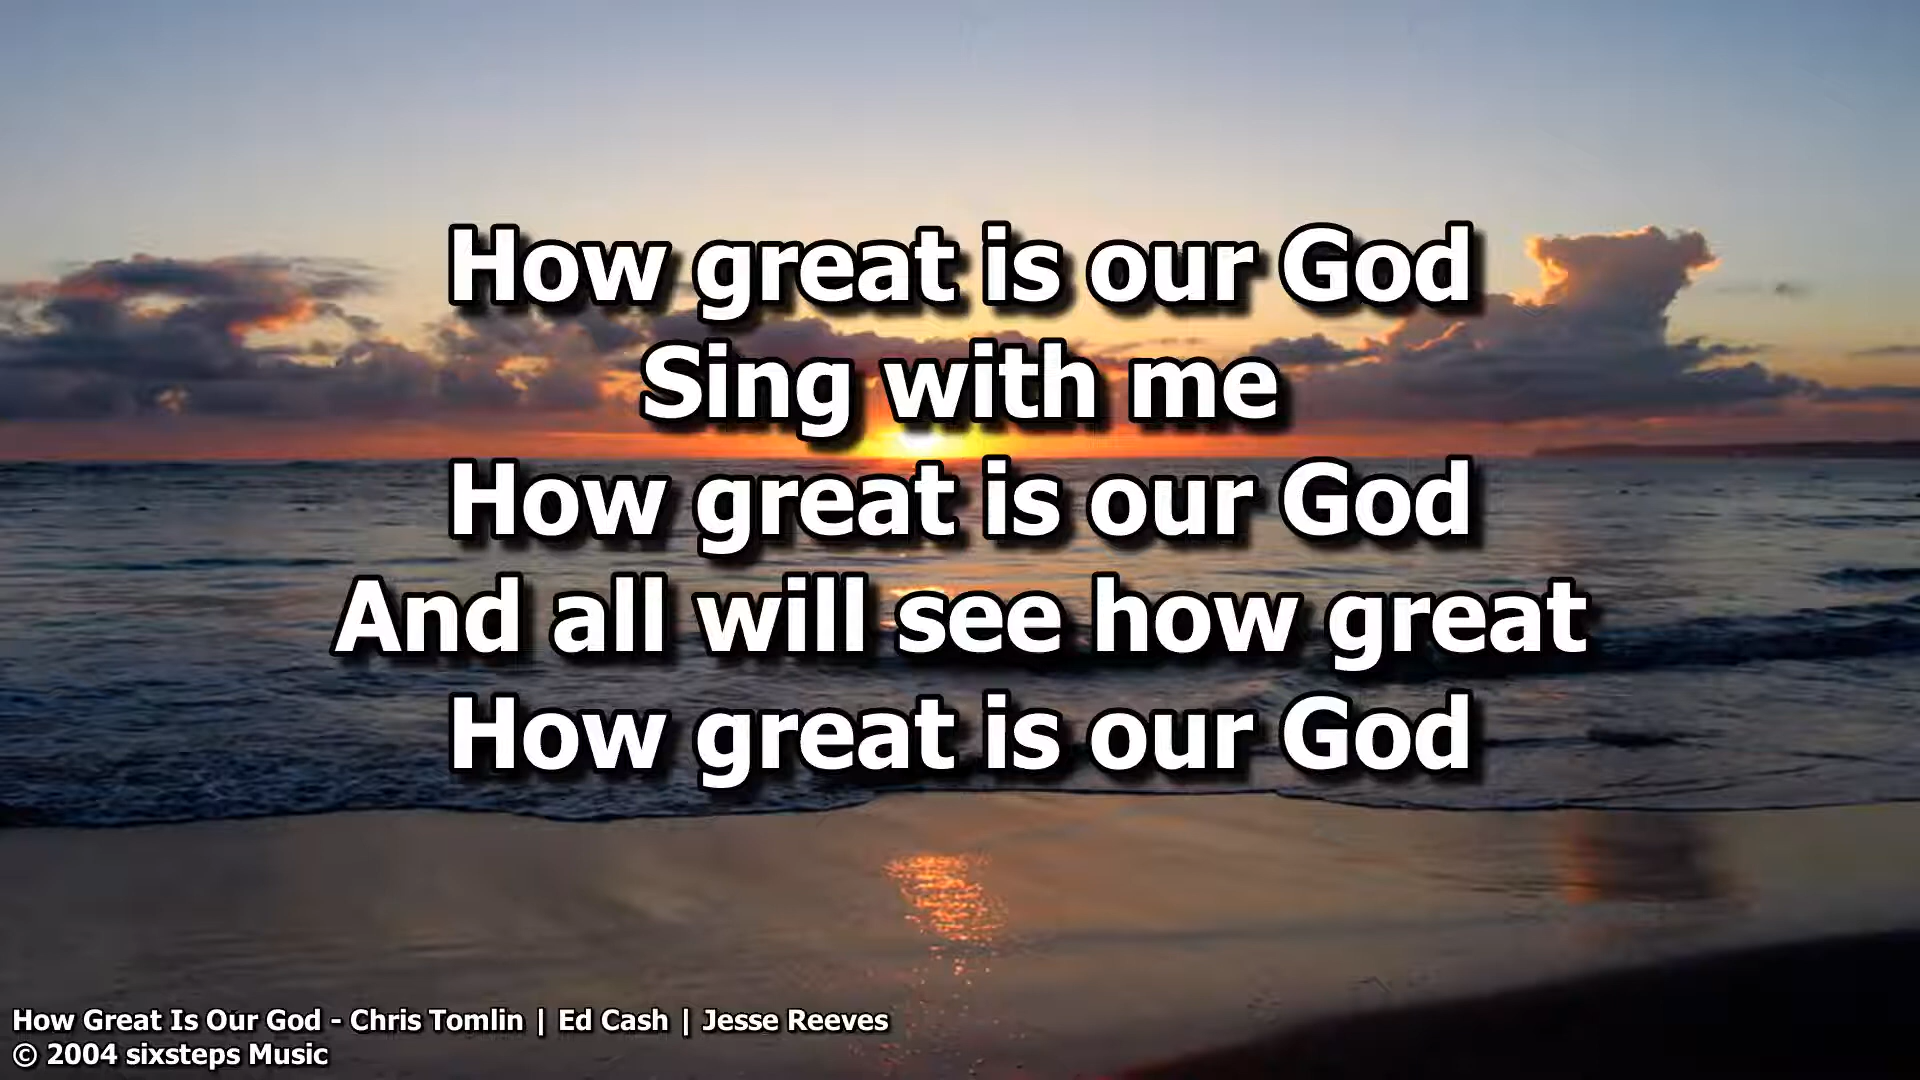 How great is our God
Sing with me
How great is our God
And all will see how great
How great is our God
How Great Is Our God - Chris Tomlin | Ed Cash | Jesse Reeves
© 2004 sixsteps Music